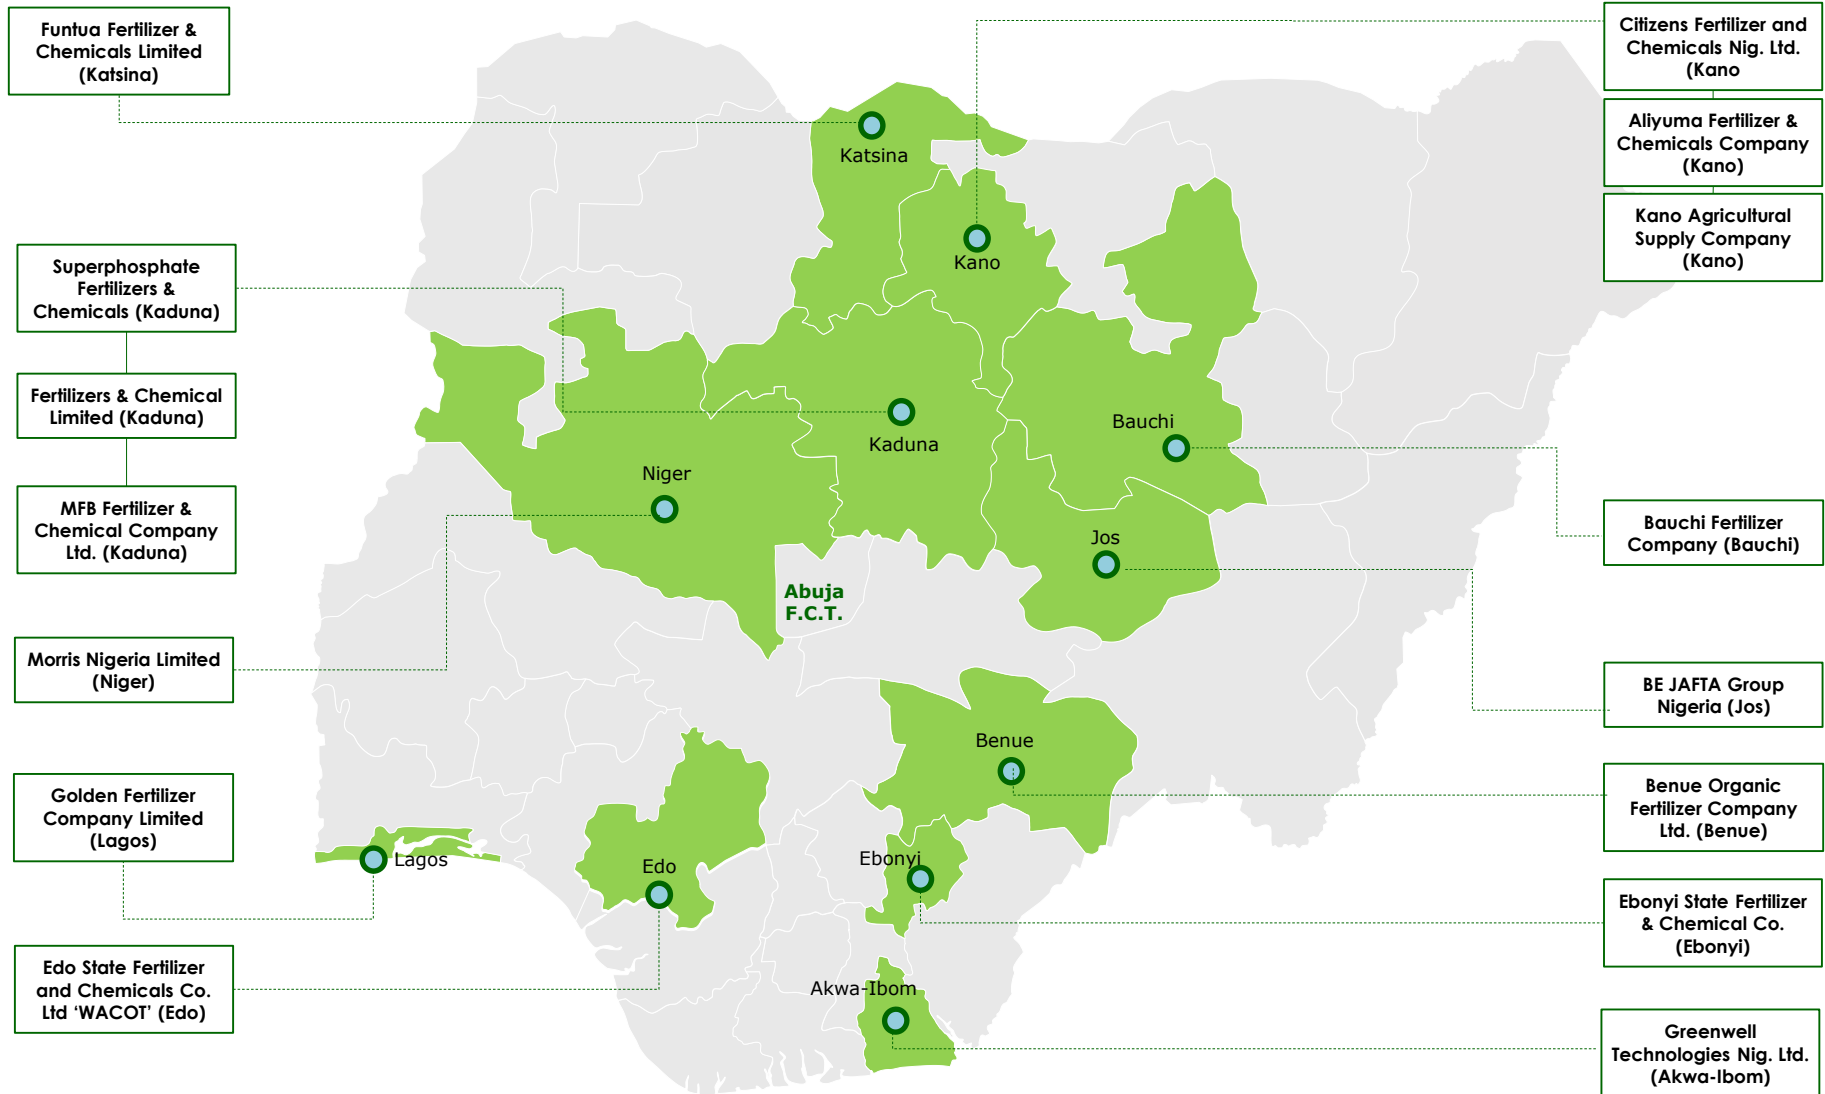 Funtua Fertilizer &
Chemicals Limited
(Katsina)
Superphosphate
Fertilizers &
Chemicals (Kaduna)
Fertilizers & Chemical
Limited (Kaduna)
MFB Fertilizer &
Chemical Company
Ltd. (Kaduna)
Morris Nigeria Limited
(Niger)
Golden Fertilizer
Company Limited
(Lagos)
Edo State Fertilizer
and Chemicals Co.
Ltd ‘WACOT’ (Edo)
Katsina
Kano
Kaduna
Bauchi
Niger
Jos
Abuja
F.C.T.
Benue
Lagos
Edo
Ebonyi
Akwa-Ibom
Citizens Fertilizer and
Chemicals Nig. Ltd.
(Kano
Aliyuma Fertilizer &
Chemicals Company
(Kano)
Kano Agricultural
Supply Company
(Kano)
Bauchi Fertilizer
Company (Bauchi)
BE JAFTA Group
Nigeria (Jos)
Benue Organic
Fertilizer Company
Ltd. (Benue)
Ebonyi State Fertilizer
& Chemical Co.
(Ebonyi)
Greenwell
Technologies Nig. Ltd.
(Akwa-Ibom)